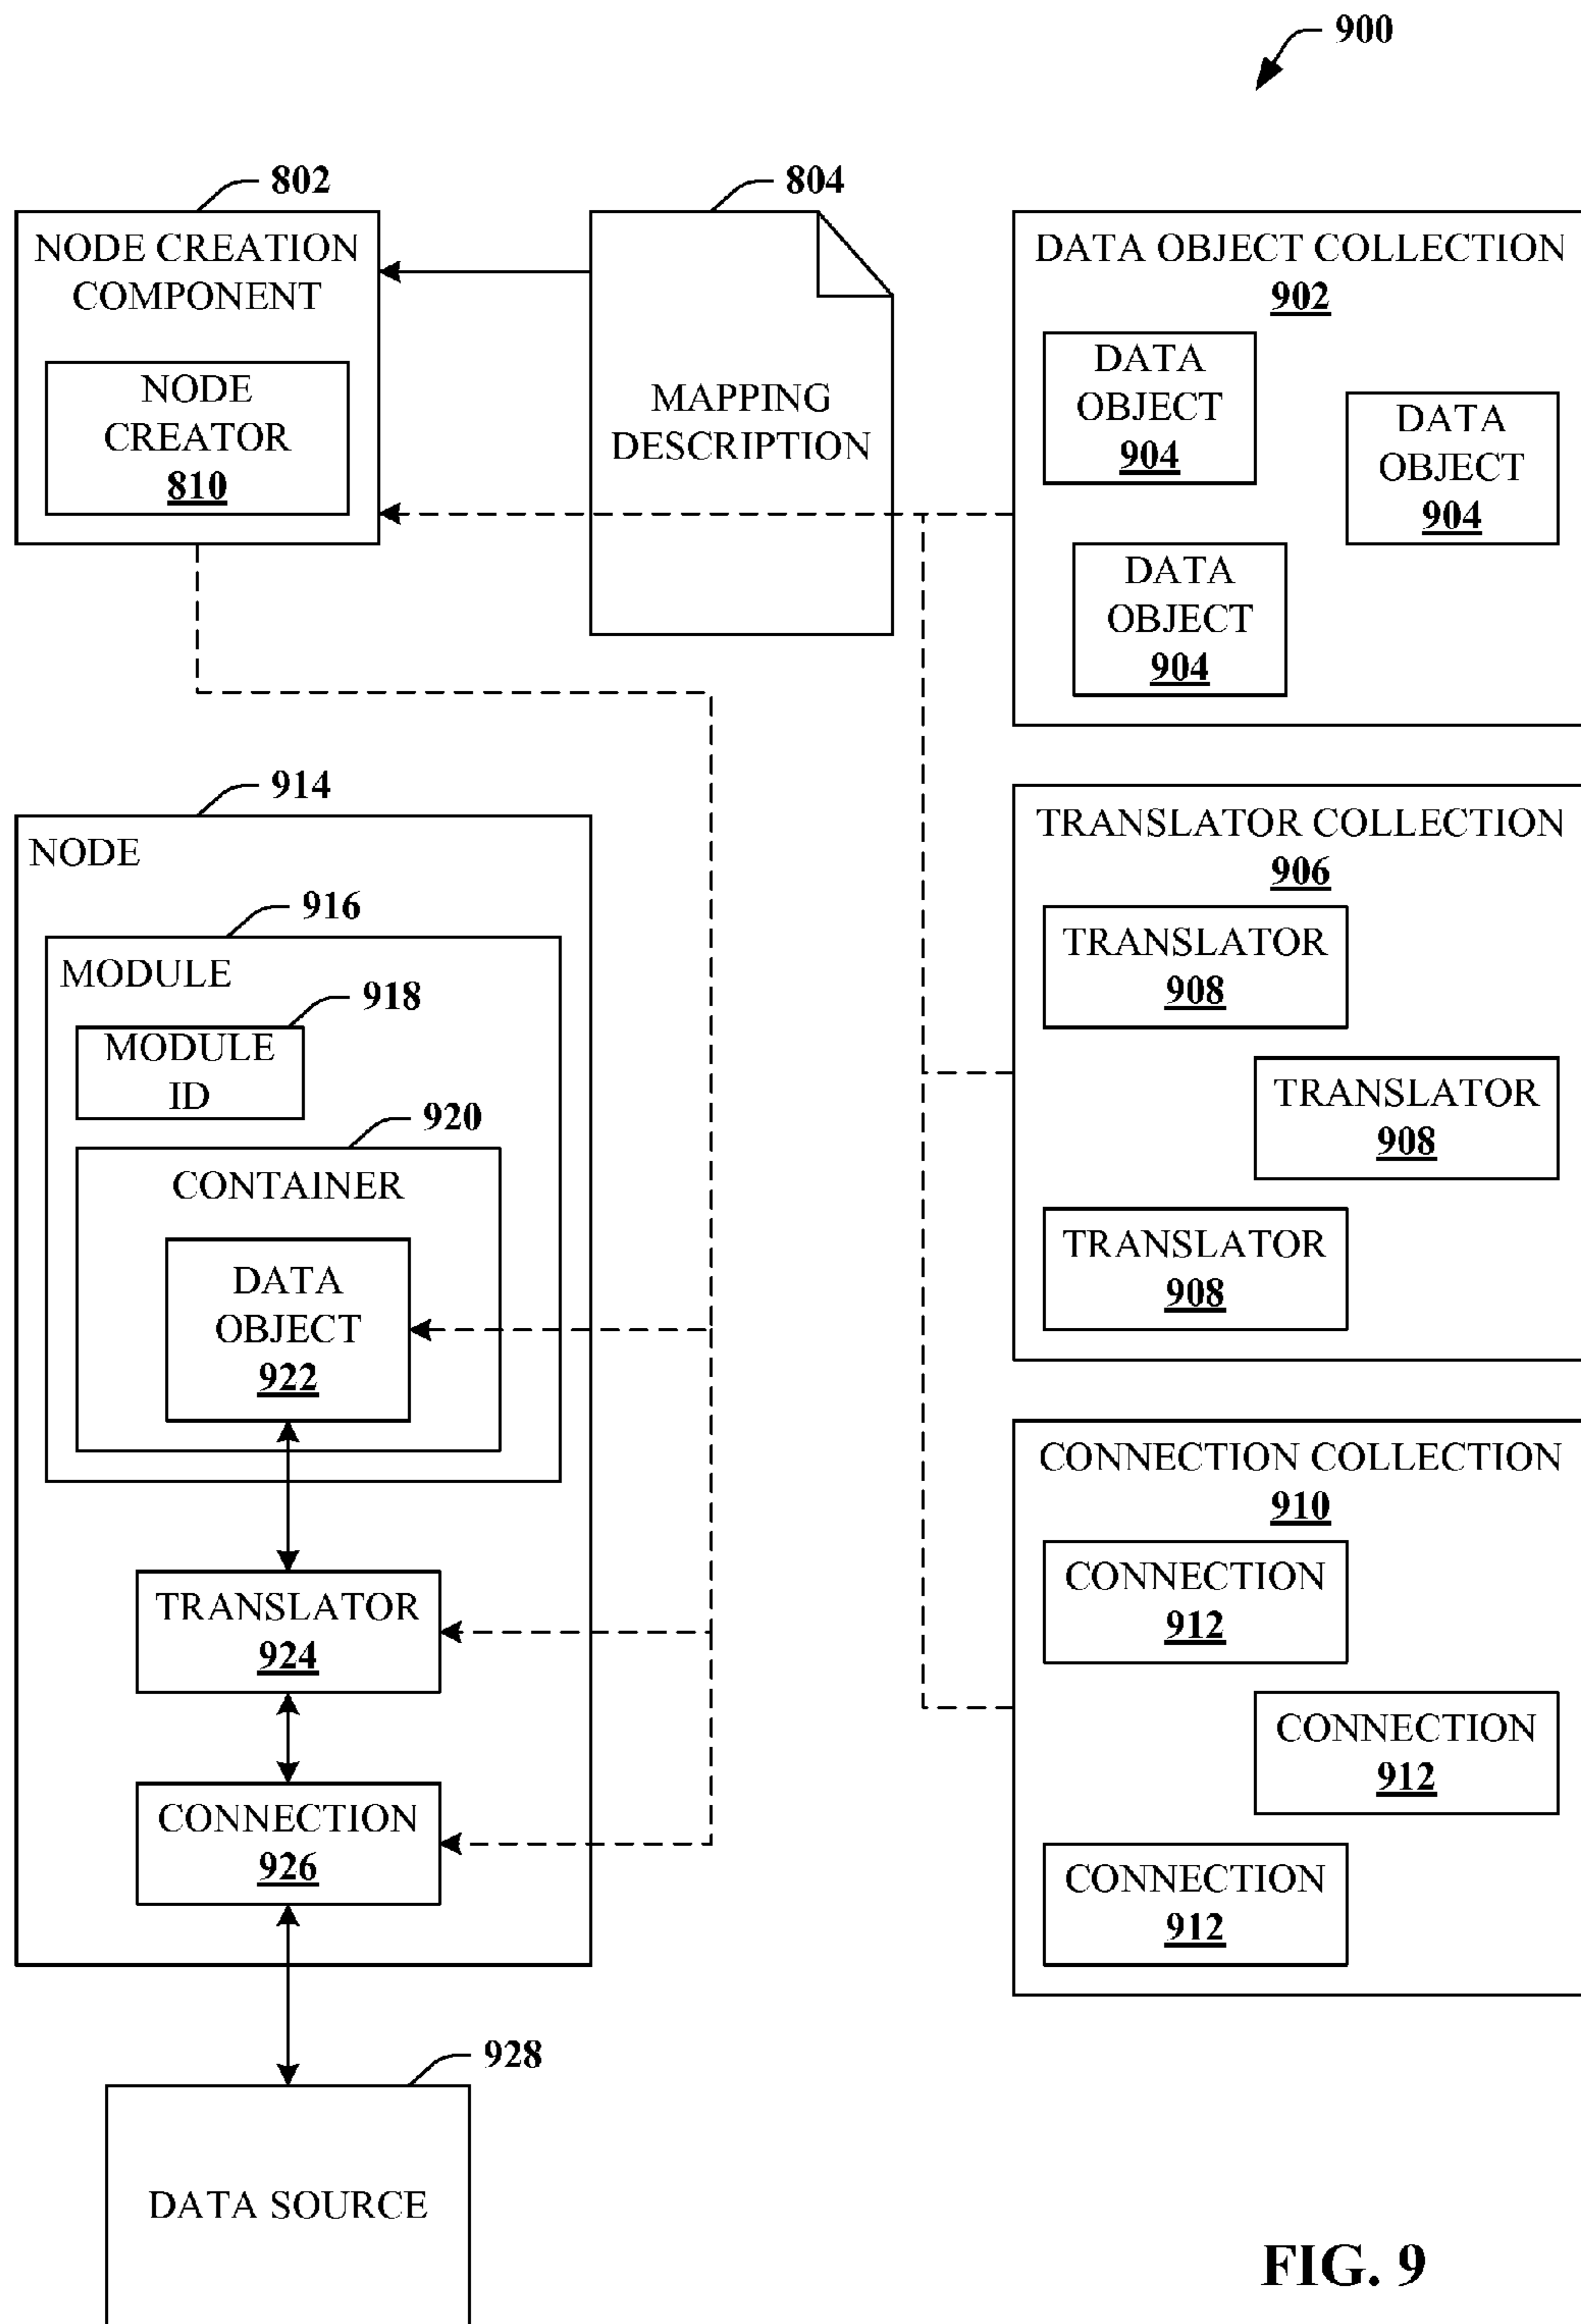 900
802
NODE CREATION
COMPONENT
NODE
CREATOR
810
804
MAPPING
DESCRIPTION
DATA OBJECT COLLECTION
902
DATA
OBJECT
904
DATA
OBJECT
904
DATA
OBJECT
904
914
NODE
916
MODULE
918
MODULE
ID
920
CONTAINER
DATA
OBJECT
922
TRANSLATOR
924
CONNECTION
926
928
DATA SOURCE
TRANSLATOR COLLECTION
906
TRANSLATOR
908
TRANSLATOR
908
TRANSLATOR
908
CONNECTION COLLECTION
910
CONNECTION
912
CONNECTION
912
CONNECTION
912
FIG. 9